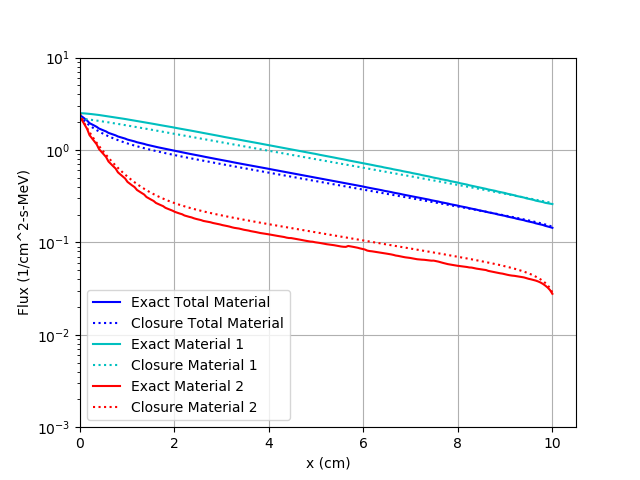 10^1
10^0
10^−1
10^−2
10^−3
Flux (1/cm^2-s-MeV)
Exact Total Material
Closure Total Material
Exact Material 1
Closure Material 1
Exact Material 2
Closure Material 2
0 2 4 6 8 10
x (cm)